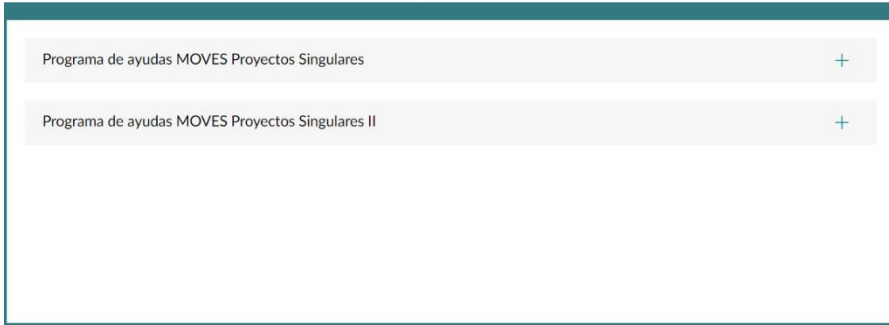 Programa de ayudas MOVES Proyectos Singulares
Programa de ayudas MOVES Proyectos Singulares II